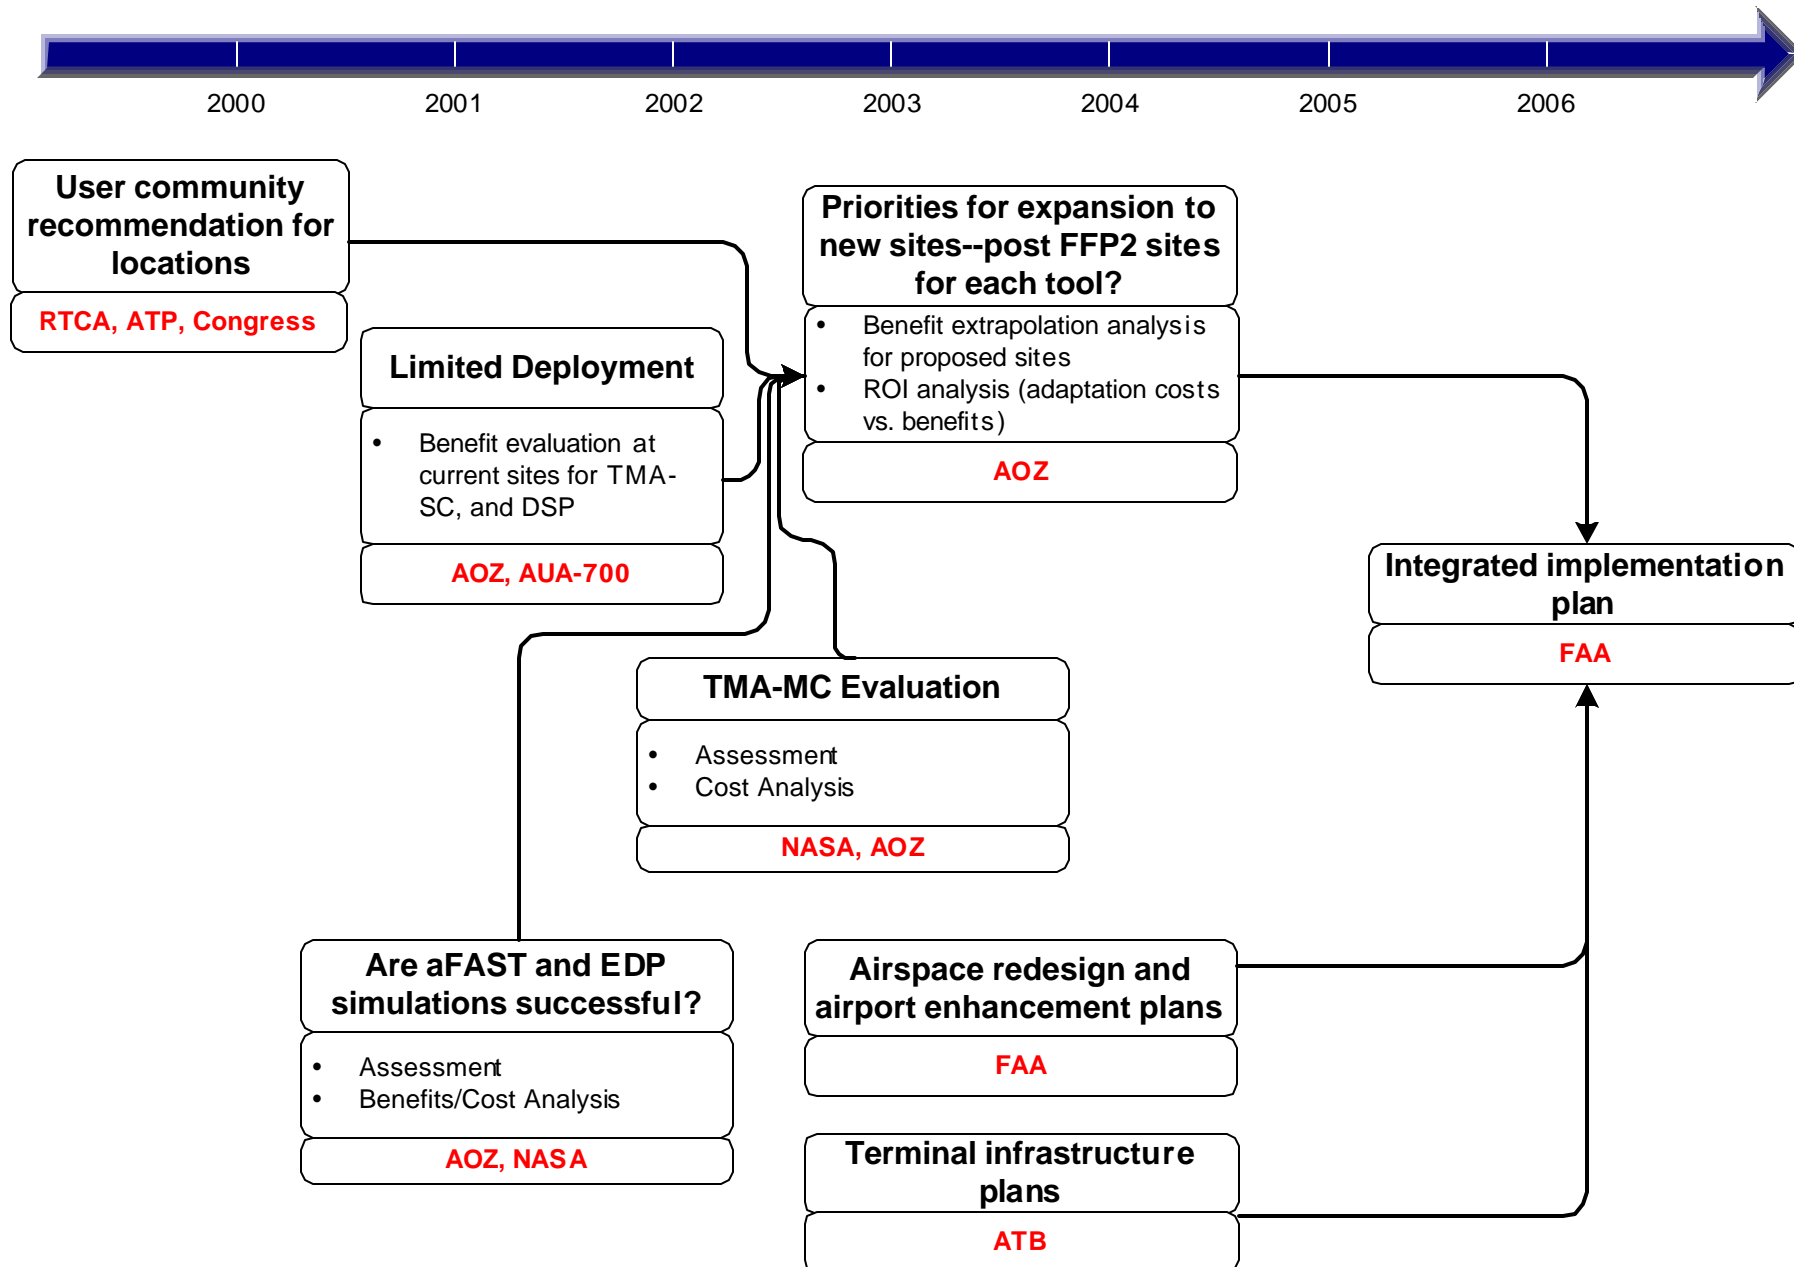 2000 2001 2002 2003 2004 2005 2006
User community
recommendation for
locations
RTCA, ATP, Congress
Limited Deployment
• Benefit evaluation at
current sites for TMA-
SC, and DSP
AOZ, AUA-700
Priorities for expansion to
new sites--post FFP2 sites
for each tool?
• Benefit extrapolation analysis
for proposed sites
• ROI analysis (adaptation costs
vs. benefits)
AOZ
Integrated implementation
plan
FAA
TMA-MC Evaluation
• Assessment
• Cost Analysis
NASA, AOZ
Are aFAST and EDP
simulations successful?
• Assessment
• Benefits/Cost Analysis
AOZ, NASA
Airspace redesign and
airport enhancement plans
FAA
Terminal infrastructure
plans
ATB